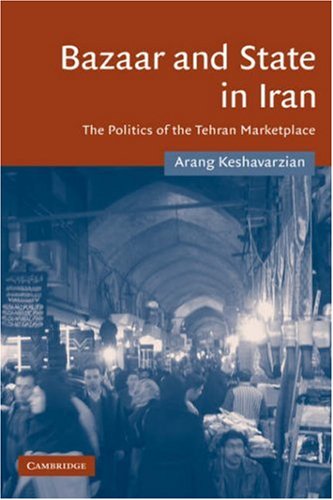 Bazaar and State
in Iran
The Politics of the Tehran Marketplace
Arang Keshavarzian
CAMBRIDGE